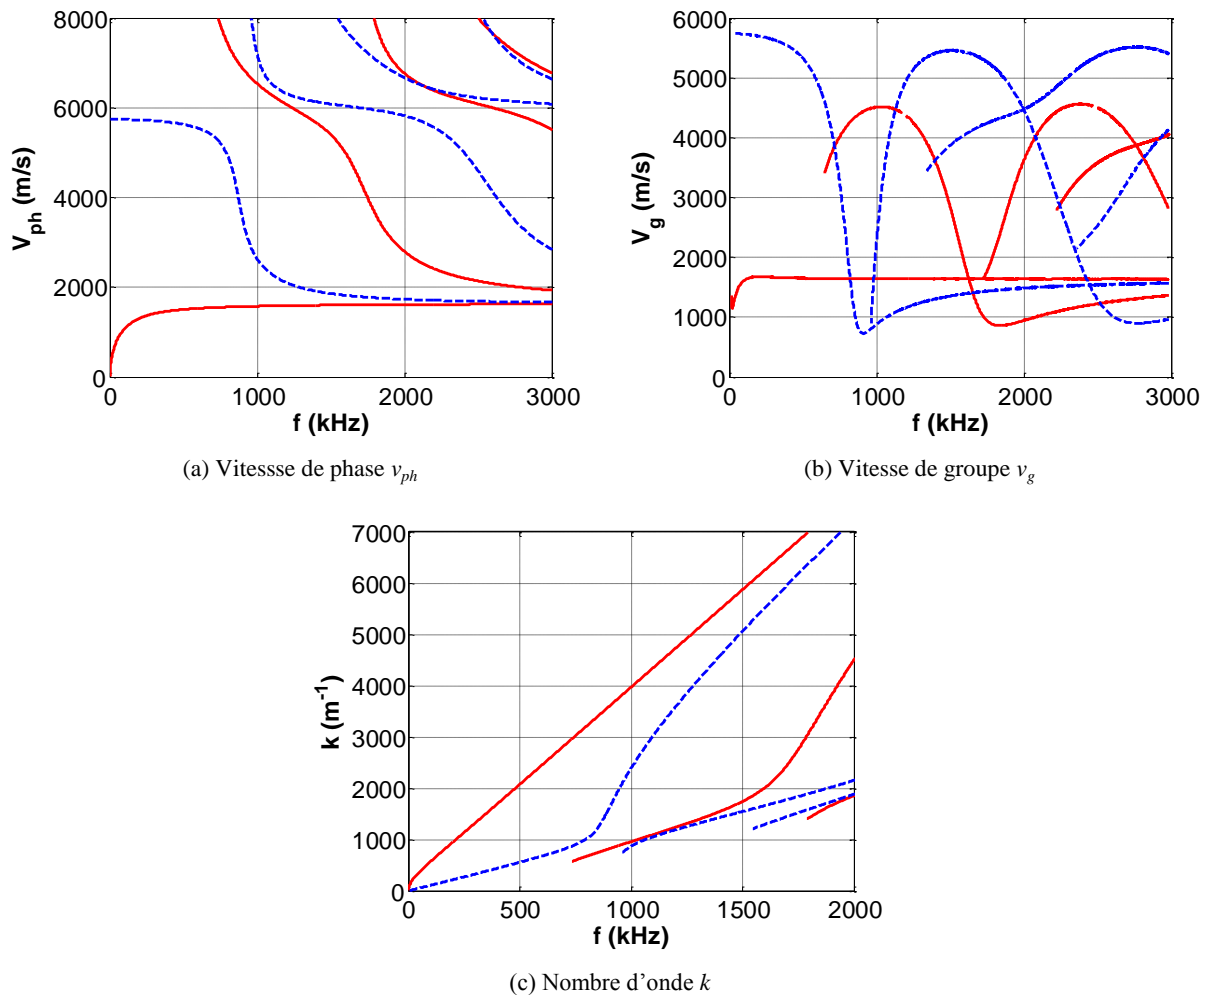 8000
6000
4000
2000
0
V_ph (m/s)
0 1000 2000 3000
f (kHz)
(a) Vitessse de phase v_ph
6000
5000
4000
3000
2000
1000
0
V_g (m/s)
0 1000 2000 3000
f (kHz)
(b) Vitesse de groupe v_g
7000
6000
5000
4000
3000
2000
1000
0
k (m⁻¹)
0 500 1000 1500 2000
f (kHz)
(c) Nombre d'onde k